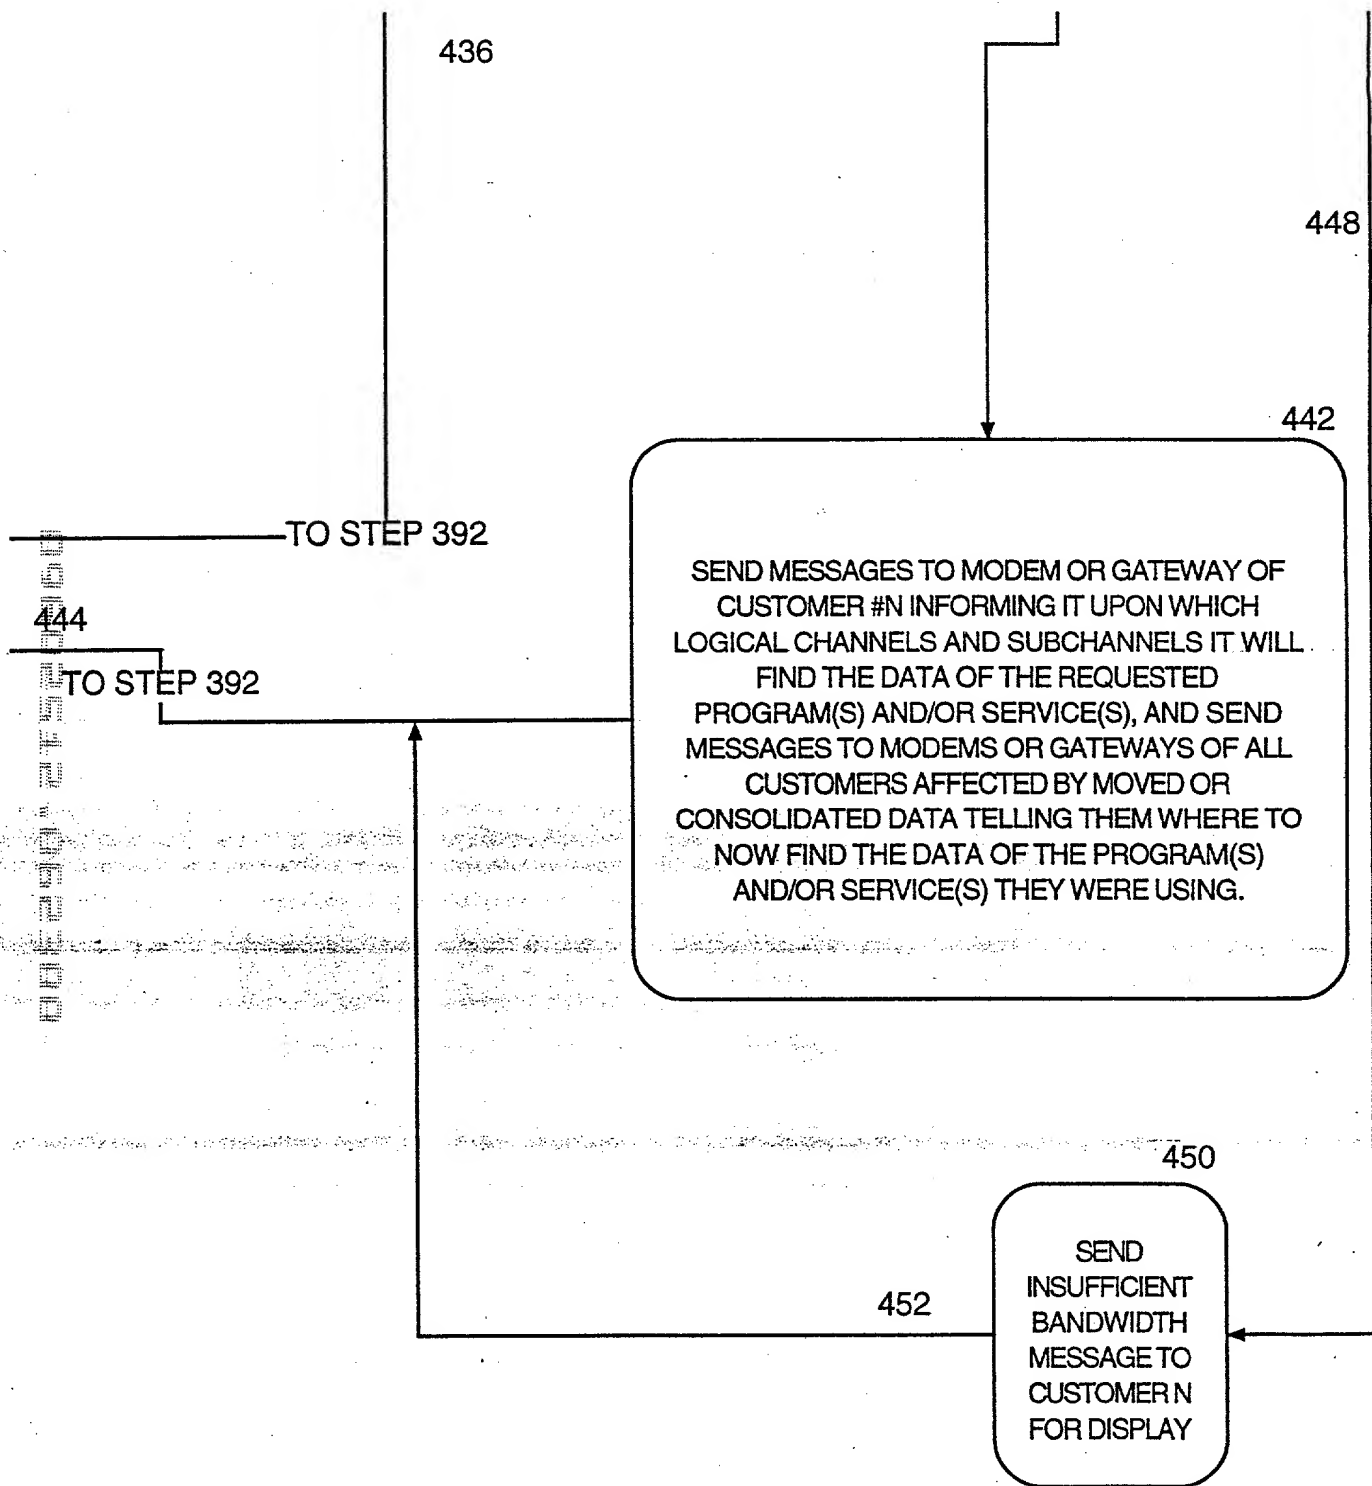 436
448
442
TO STEP 392
444
TO STEP 392
SEND MESSAGES TO MODEM OR GATEWAY OF
CUSTOMER #N INFORMING IT UPON WHICH
LOGICAL CHANNELS AND SUBCHANNELS IT WILL
FIND THE DATA OF THE REQUESTED
PROGRAM(S) AND/OR SERVICE(S), AND SEND
MESSAGES TO MODEMS OR GATEWAYS OF ALL
CUSTOMERS AFFECTED BY MOVED OR
CONSOLIDATED DATA TELLING THEM WHERE TO
NOW FIND THE DATA OF THE PROGRAM(S)
AND/OR SERVICE(S) THEY WERE USING.
450
SEND
INSUFFICIENT
BANDWIDTH
MESSAGE TO
CUSTOMER N
FOR DISPLAY
452